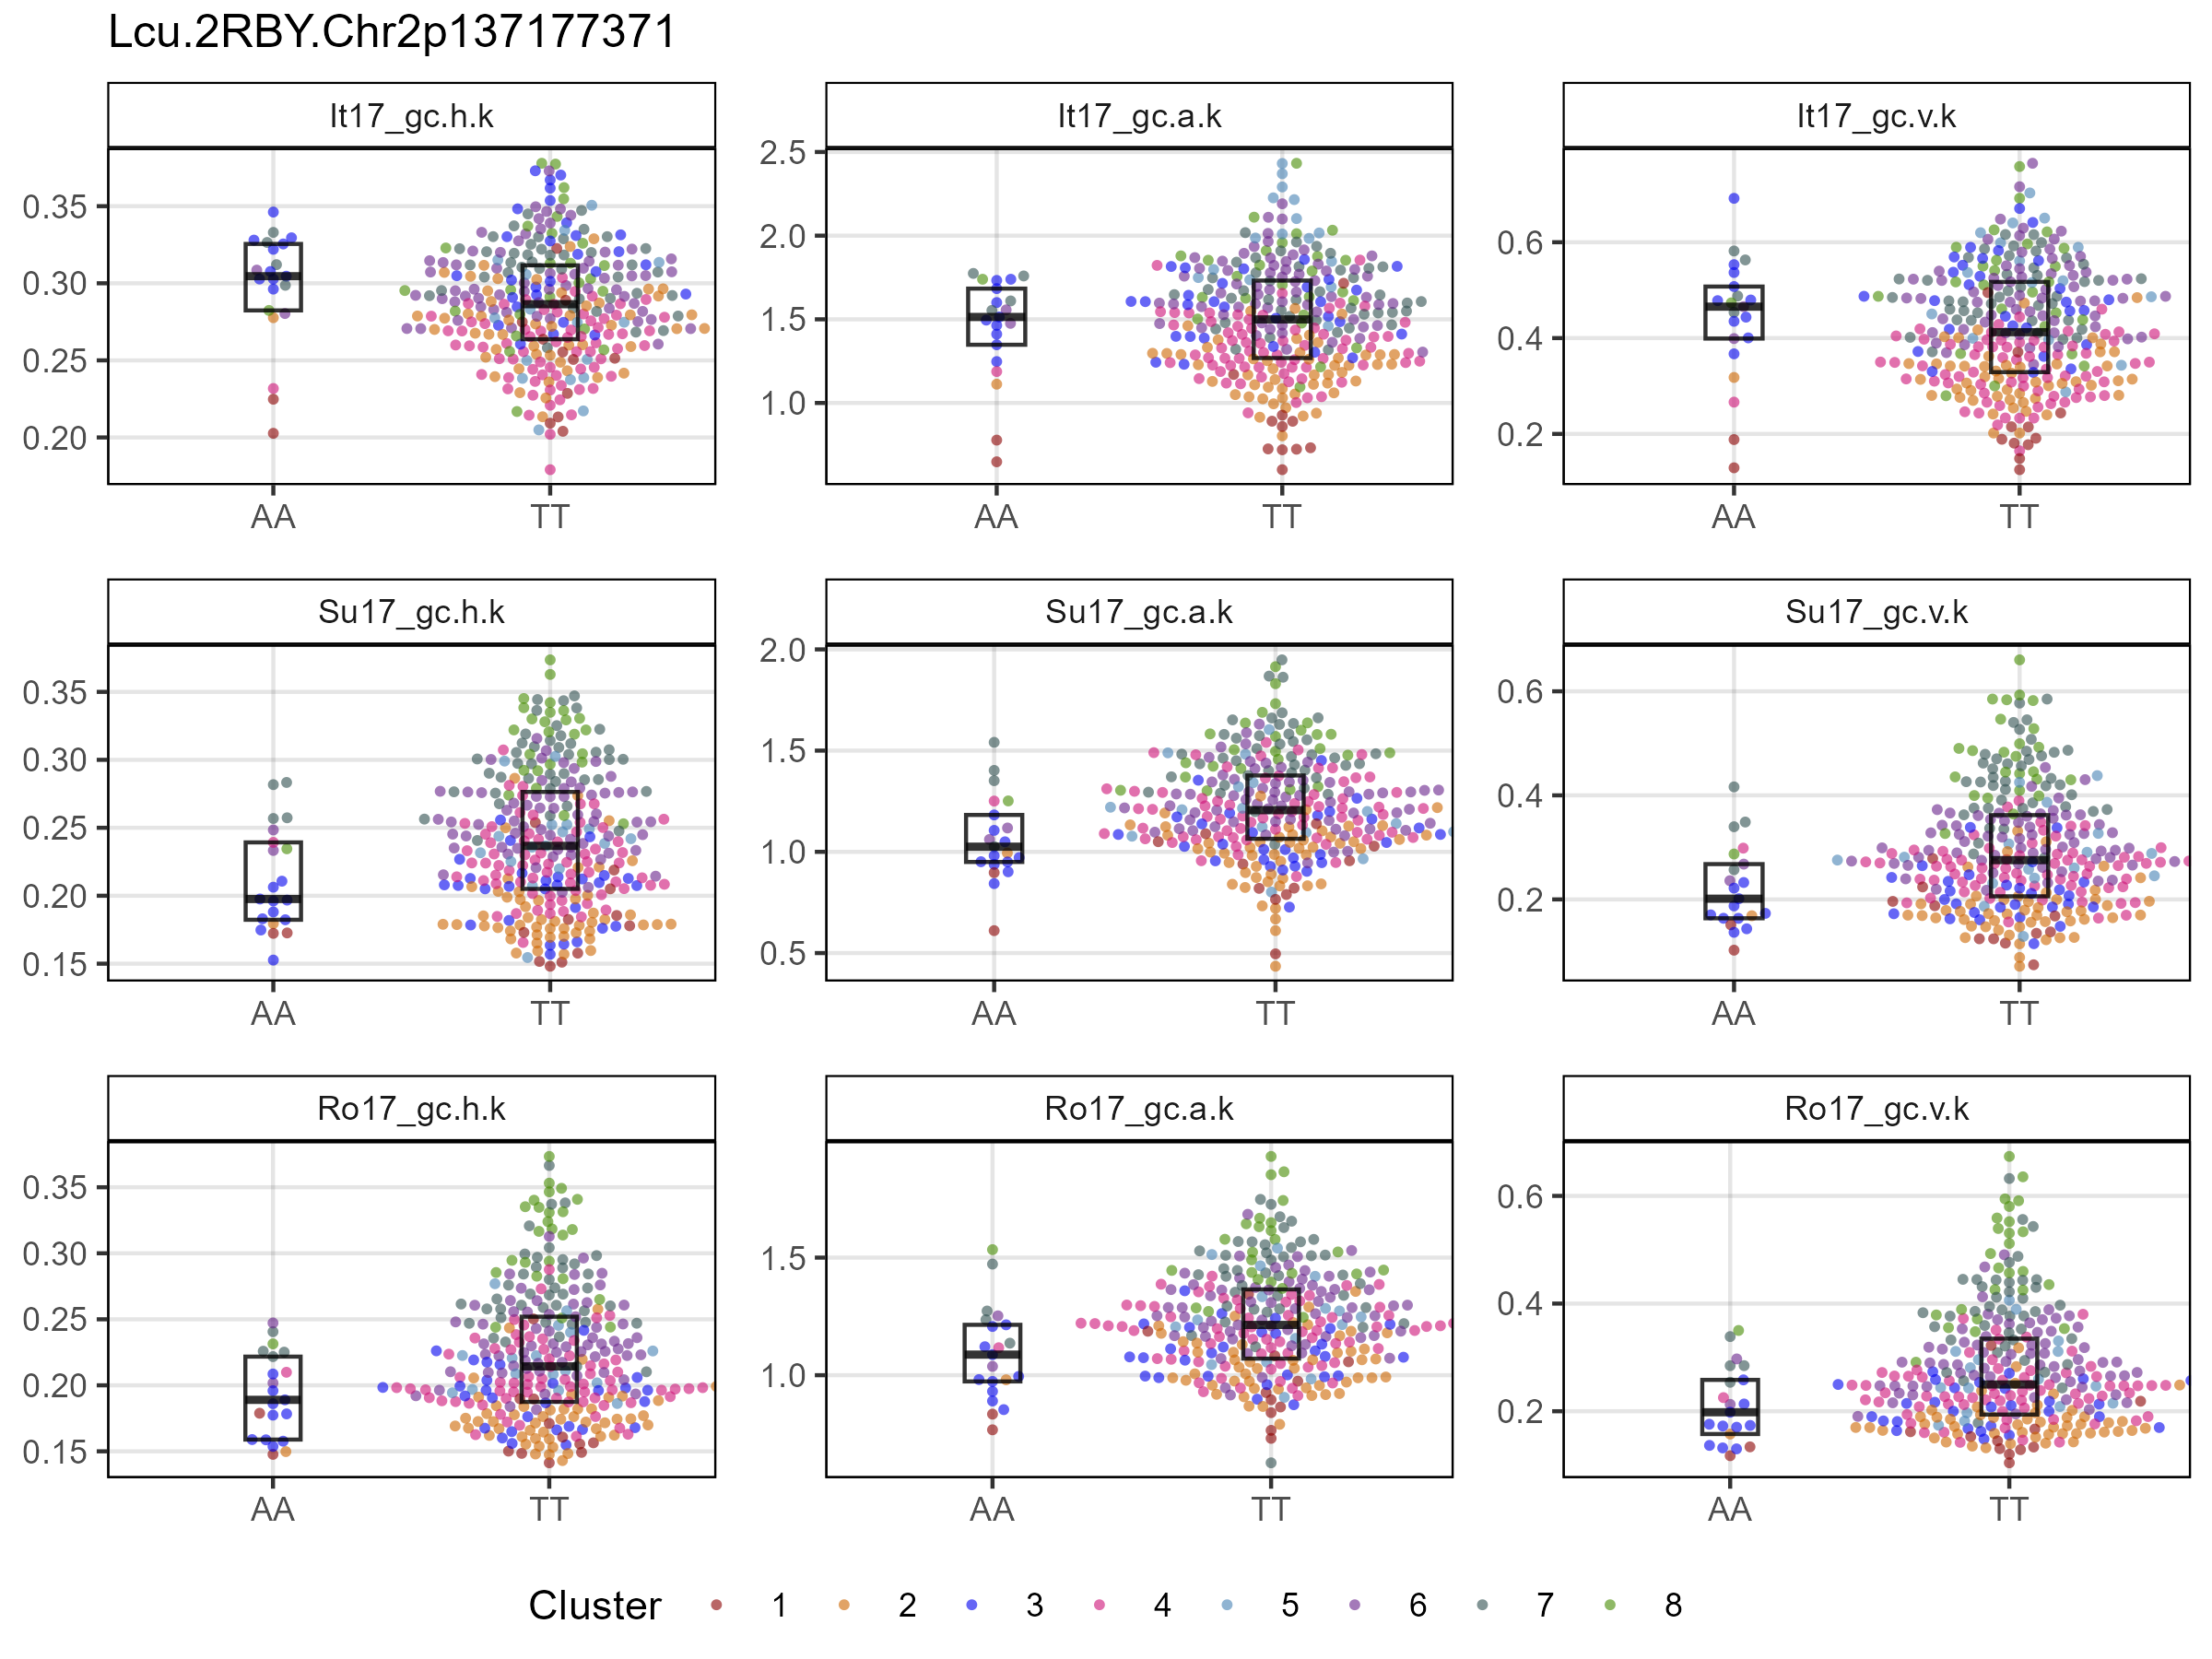 Lcu.2RBY.Chr2p137177371
It17_gc.h.k
It17_gc.a.k
It17_gc.v.k
0.35
0.30
0.25
0.20
2.5
2.0
1.5
1.0
0.6
0.4
0.2
AA
TT
AA
TT
AA
TT
Su17_gc.h.k
Su17_gc.a.k
Su17_gc.v.k
0.35
0.30
0.25
0.20
0.15
2.0
1.5
1.0
0.5
0.6
0.4
0.2
AA
TT
AA
TT
AA
TT
Ro17_gc.h.k
Ro17_gc.a.k
Ro17_gc.v.k
0.35
0.30
0.25
0.20
0.15
1.5
1.0
0.6
0.4
0.2
AA
TT
AA
TT
AA
TT
Cluster 1 2 3 4 5 6 7 8